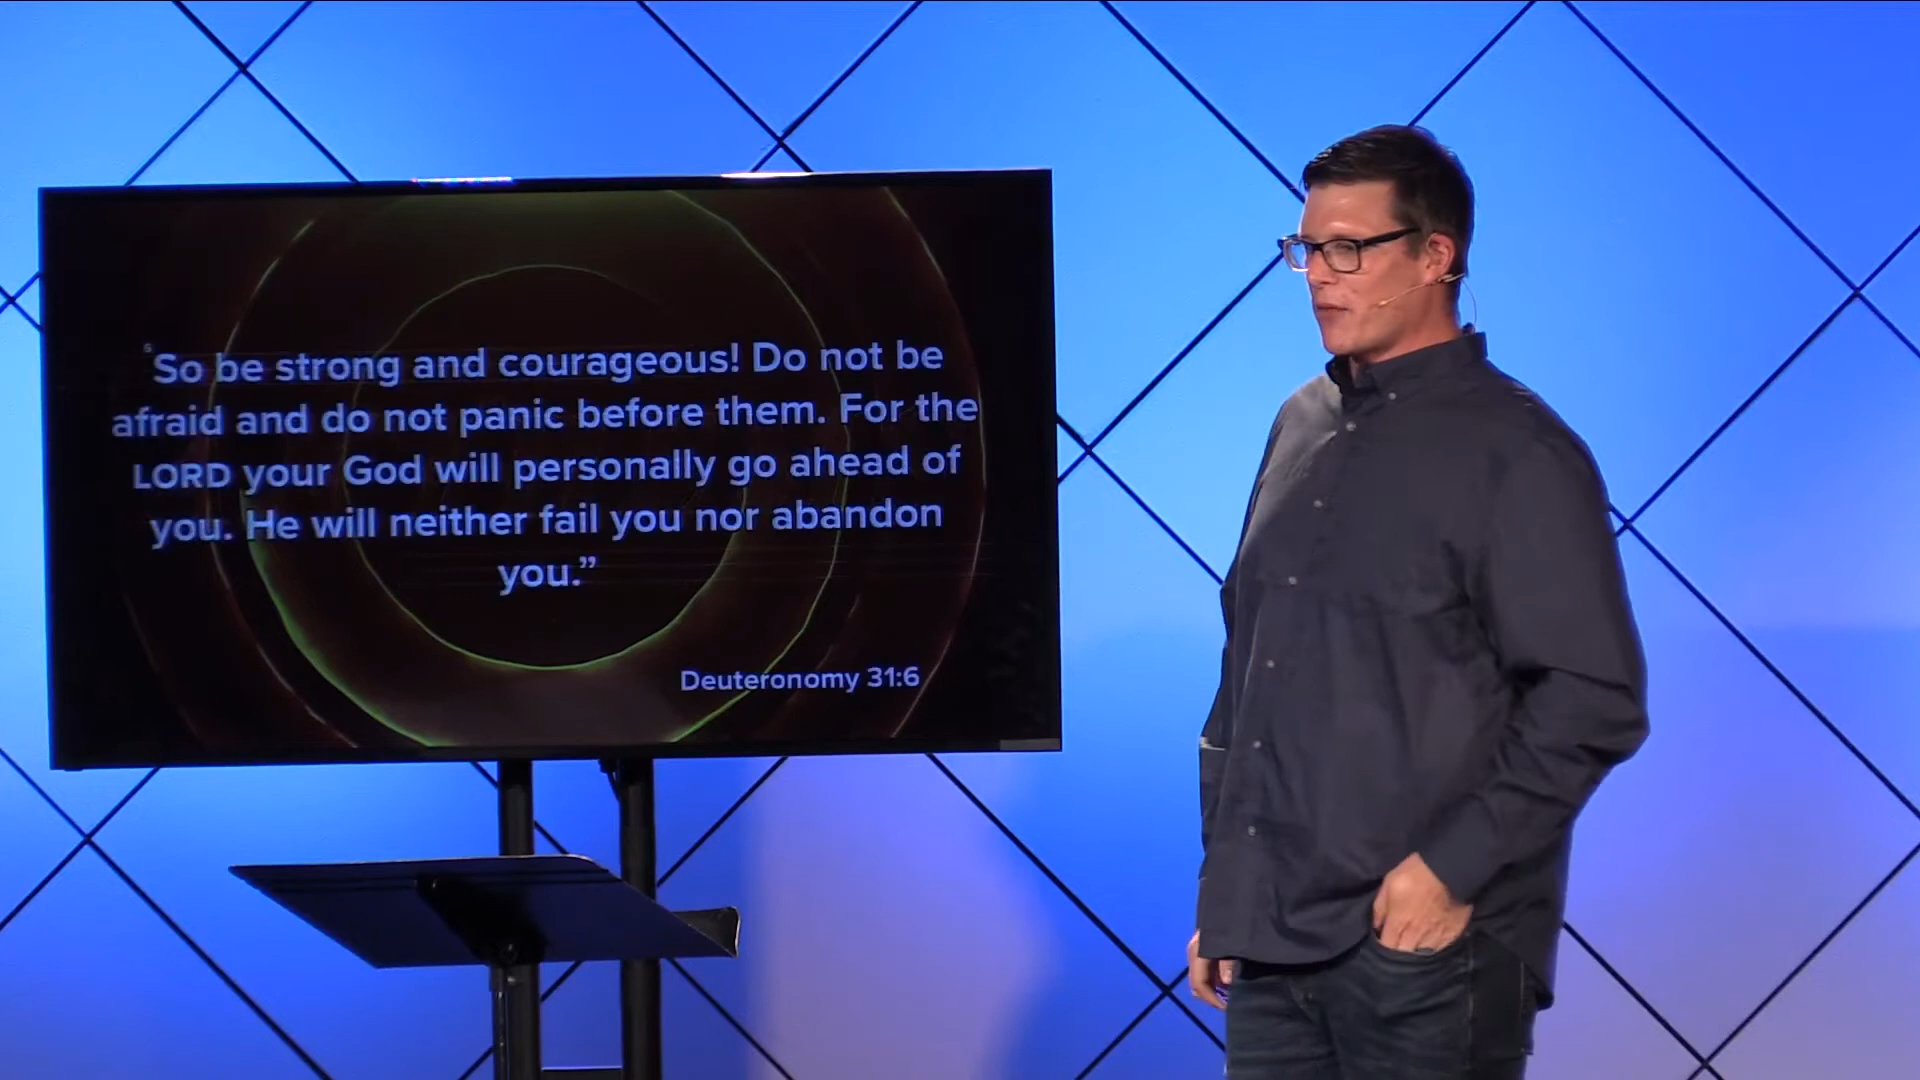 ⁶So be strong and courageous! Do not be
afraid and do not panic before them. For the
LORD your God will personally go ahead of
you. He will neither fail you nor abandon
you.”
Deuteronomy 31:6